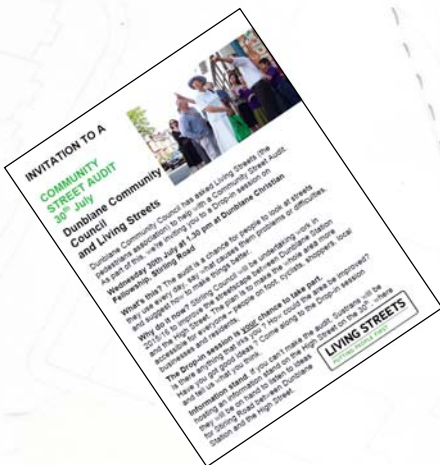 INVITATION TO A
COMMUNITY
STREET AUDIT
30th July
Dunblane Community
Council
and Living Streets
Dunblane Community Council has asked Living Streets (the
pedestrians association) to help with a Community Street Audit.
As part of this, we're inviting you to a Drop-in session on
Wednesday 30th July at 1.30 pm at Dunblane Christian
Fellowship, Stirling Road.
What's this? The audit is a chance for people to look at streets
they use every day, say what causes them problems or difficulties,
and suggest how to make things better.
Why do it now? Stirling Council will be undertaking work in
2015/16 to improve the streetscape between Dunblane Station
and the High Street. The plan is to make the whole area more
accessible for everyone – people on foot, cyclists, shoppers, local
businesses and residents.
The Drop-in session is your chance to take part.
Is there anything that irks you? How could the area be improved?
Have you got good ideas? Come along to the Drop-in session
and tell us what you think.
Information stand. If you can't make the audit, Sustrans will be
hosting an information stand on the High Street on the 30th where
they will be on hand to listen to ideas
for Stirling Road between Dunblane
Station and the High Street.
LIVING STREETS
PUTTING PEOPLE FIRST